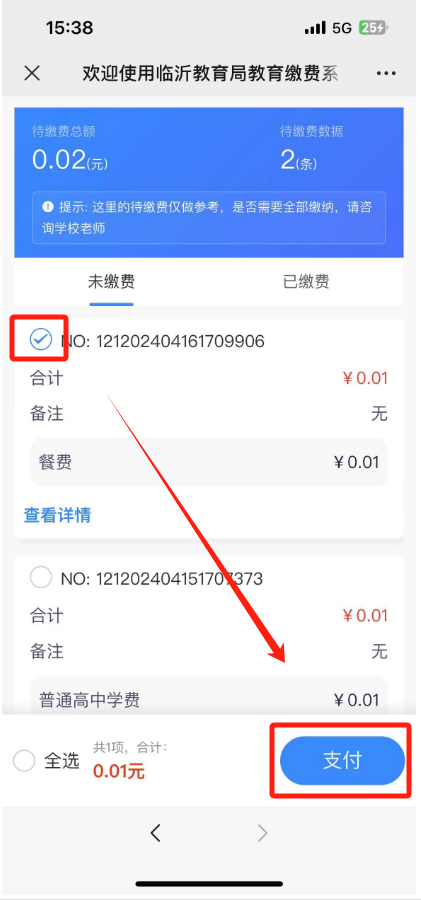 15:38 5G 25
欢迎使用临沂教育局教育缴费系
待缴费总额 待缴费数据
0.02(元) 2(条)
提示: 这里的待缴费仅做参考，是否需要全部缴纳，请咨
询学校老师
未缴费 已缴费
NO: 121202404161709906
合计 ¥0.01
备注 无
餐费 ¥0.01
查看详情
NO: 121202404151707373
合计 ¥0.01
备注 无
普通高中学费 ¥0.01
全选 共1项，合计:
0.01元
支付